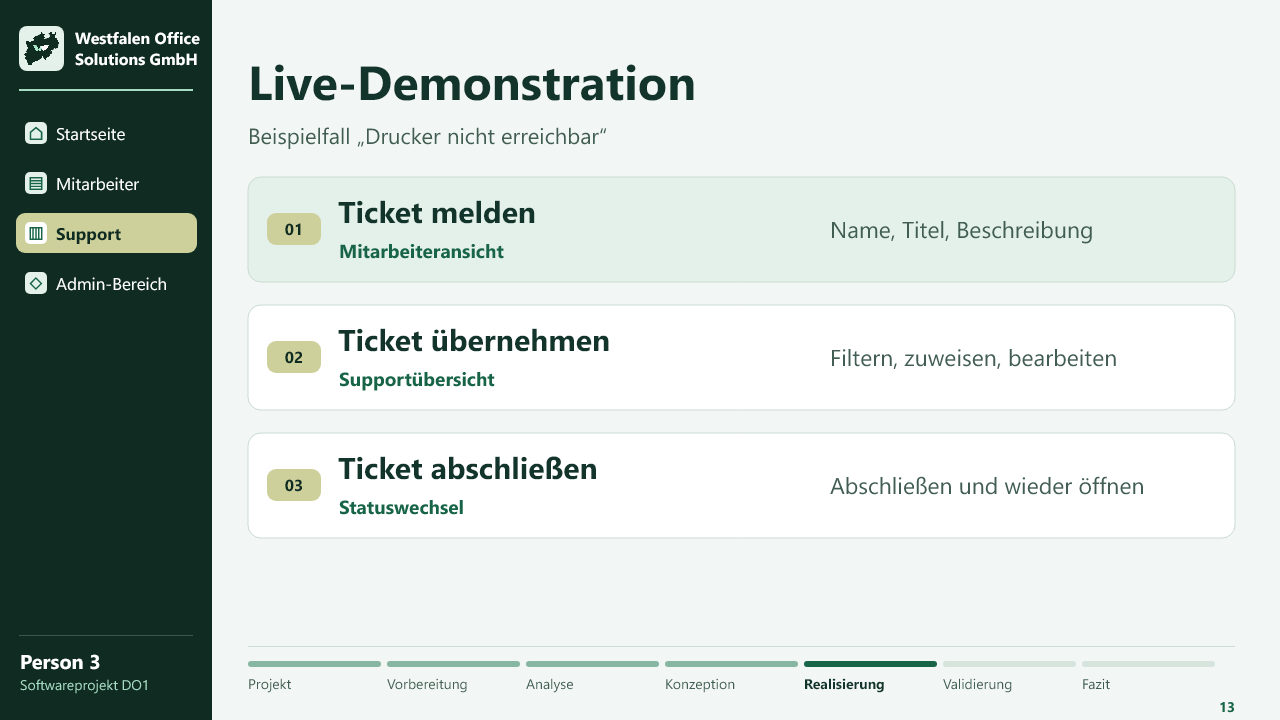 Westfalen Office
Solutions GmbH
Startseite
Mitarbeiter
Support
Admin-Bereich
Person 3
Softwareprojekt DO1
Live-Demonstration
Beispielfall „Drucker nicht erreichbar“
01
Ticket melden
Mitarbeiteransicht
Name, Titel, Beschreibung
02
Ticket übernehmen
Supportübersicht
Filtern, zuweisen, bearbeiten
03
Ticket abschließen
Statuswechsel
Abschließen und wieder öffnen
Projekt
Vorbereitung
Analyse
Konzeption
Realisierung
Validierung
Fazit
13